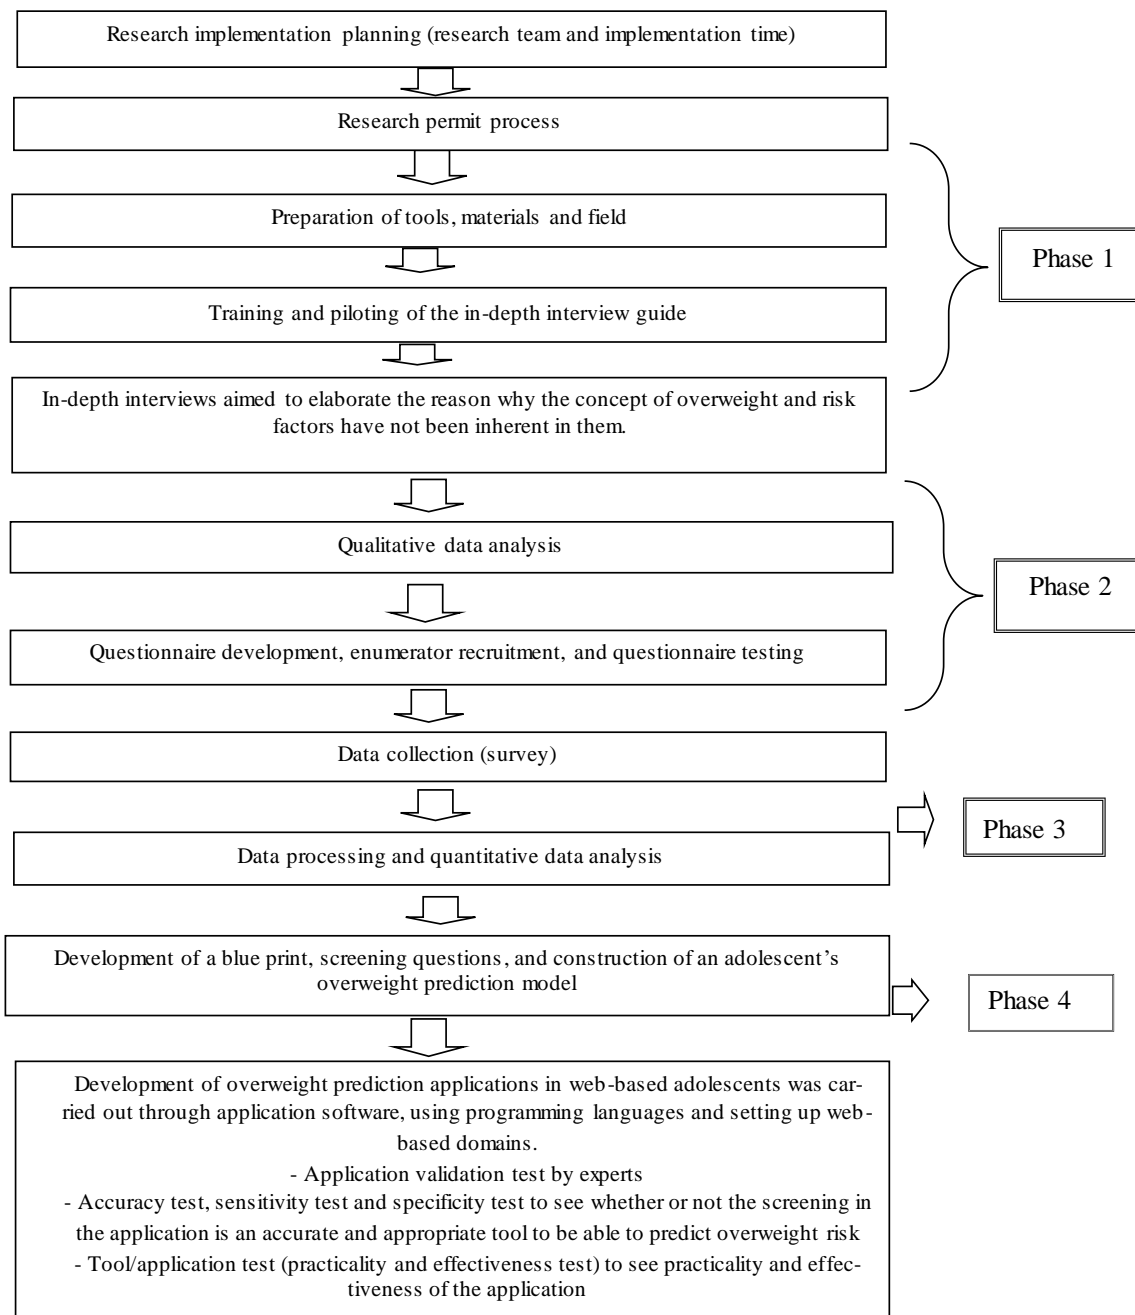 Research implementation planning (research team and implementation time)
Research permit process
Preparation of tools, materials and field
Phase 1
Training and piloting of the in-depth interview guide
In-depth interviews aimed to elaborate the reason why the concept of overweight and risk
factors have not been inherent in them.
Qualitative data analysis
Phase 2
Questionnaire development, enumerator recruitment, and questionnaire testing
Data collection (survey)
Phase 3
Data processing and quantitative data analysis
Development of a blue print, screening questions, and construction of an adolescent’s
overweight prediction model
Phase 4
Development of overweight prediction applications in web-based adolescents was car-
ried out through application software, using programming languages and setting up web-
based domains.
- Application validation test by experts
- Accuracy test, sensitivity test and specificity test to see whether or not the screening in
the application is an accurate and appropriate tool to be able to predict overweight risk
- Tool/application test (practicality and effectiveness test) to see practicality and effec-
tiveness of the application